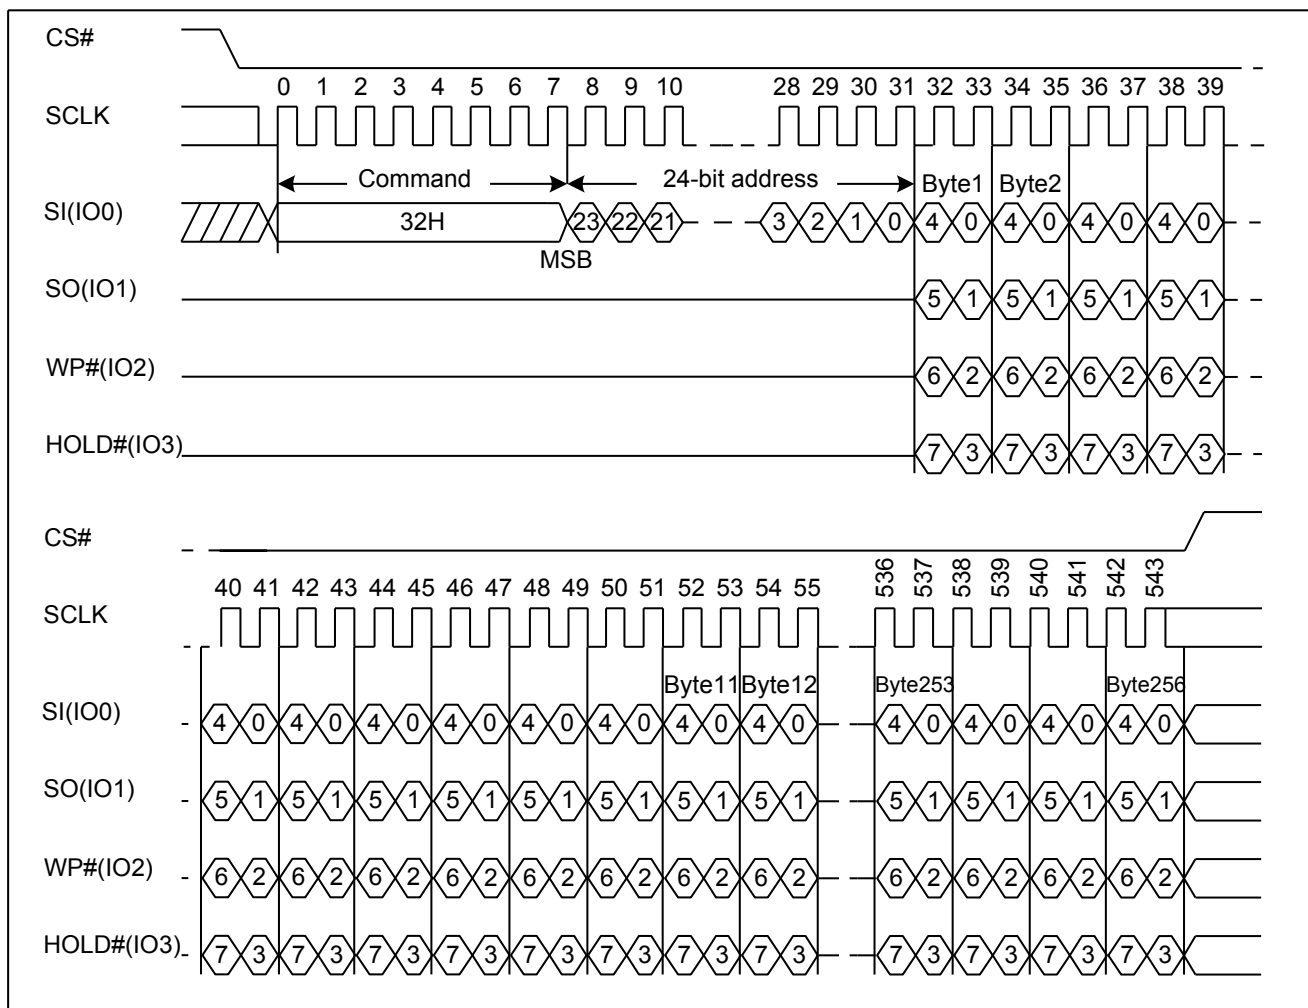 CS#
0 1 2 3 4 5 6 7 8 9 10 28 29 30 31 32 33 34 35 36 37 38 39
SCLK
Command 24-bit address Byte1 Byte2
SI(IO0) 32H 23 22 21 3 2 1 0 4 0 4 0 4 0 4 0
MSB
SO(IO1) 5 1 5 1 5 1 5 1
WP#(IO2) 6 2 6 2 6 2 6 2
HOLD#(IO3) 7 3 7 3 7 3 7 3
CS#
40 41 42 43 44 45 46 47 48 49 50 51 52 53 54 55 536 537 538 539 540 541 542 543
SCLK
Byte11 Byte12 Byte253 Byte256
SI(IO0) 4 0 4 0 4 0 4 0 4 0 4 0 4 0 4 0 4 0 4 0 4 0 4 0
SO(IO1) 5 1 5 1 5 1 5 1 5 1 5 1 5 1 5 1 5 1 5 1 5 1 5 1
WP#(IO2) 6 2 6 2 6 2 6 2 6 2 6 2 6 2 6 2 6 2 6 2 6 2 6 2
HOLD#(IO3) 7 3 7 3 7 3 7 3 7 3 7 3 7 3 7 3 7 3 7 3 7 3 7 3